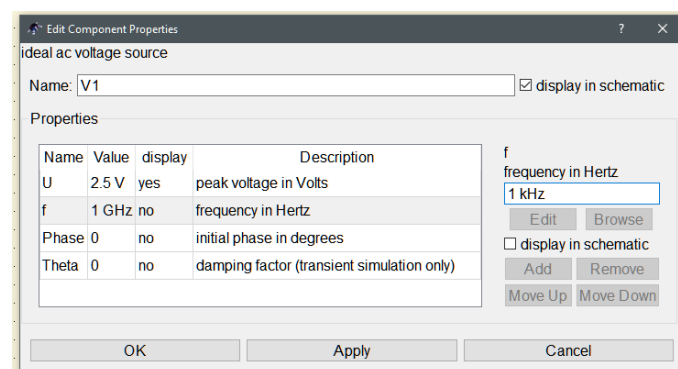 Edit Component Properties ? ×
ideal ac voltage source
Name: V1 display in schematic
Properties
Name Value display Description
U 2.5 V yes peak voltage in Volts
f 1 GHz no frequency in Hertz
Phase 0 no initial phase in degrees
Theta 0 no damping factor (transient simulation only)
f
frequency in Hertz
1 kHz
Edit Browse
display in schematic
Add Remove
Move Up Move Down
OK Apply Cancel